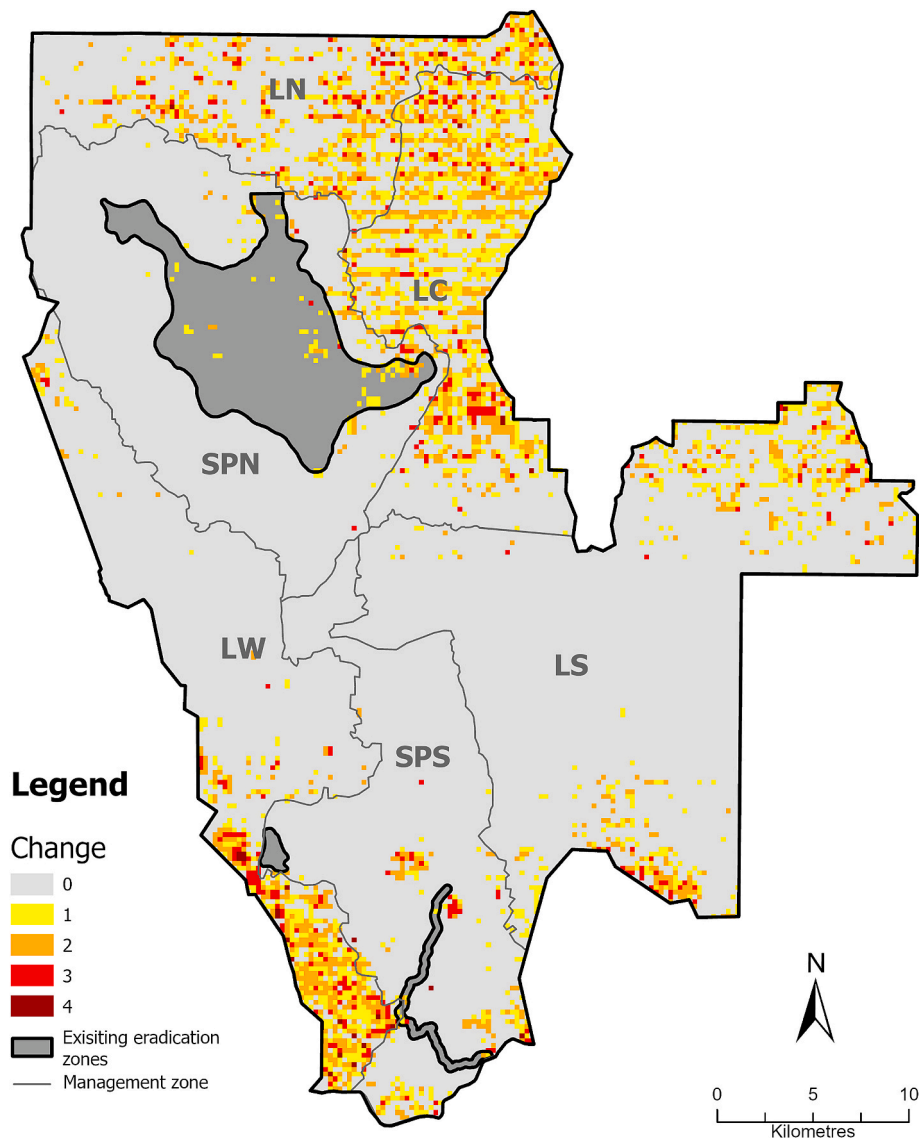 LN
LC
SPN
LW
LS
SPS
Legend
Change
0
1
2
3
4
Exisiting eradication
zones
Management zone
N
0 5 10
Kilometres